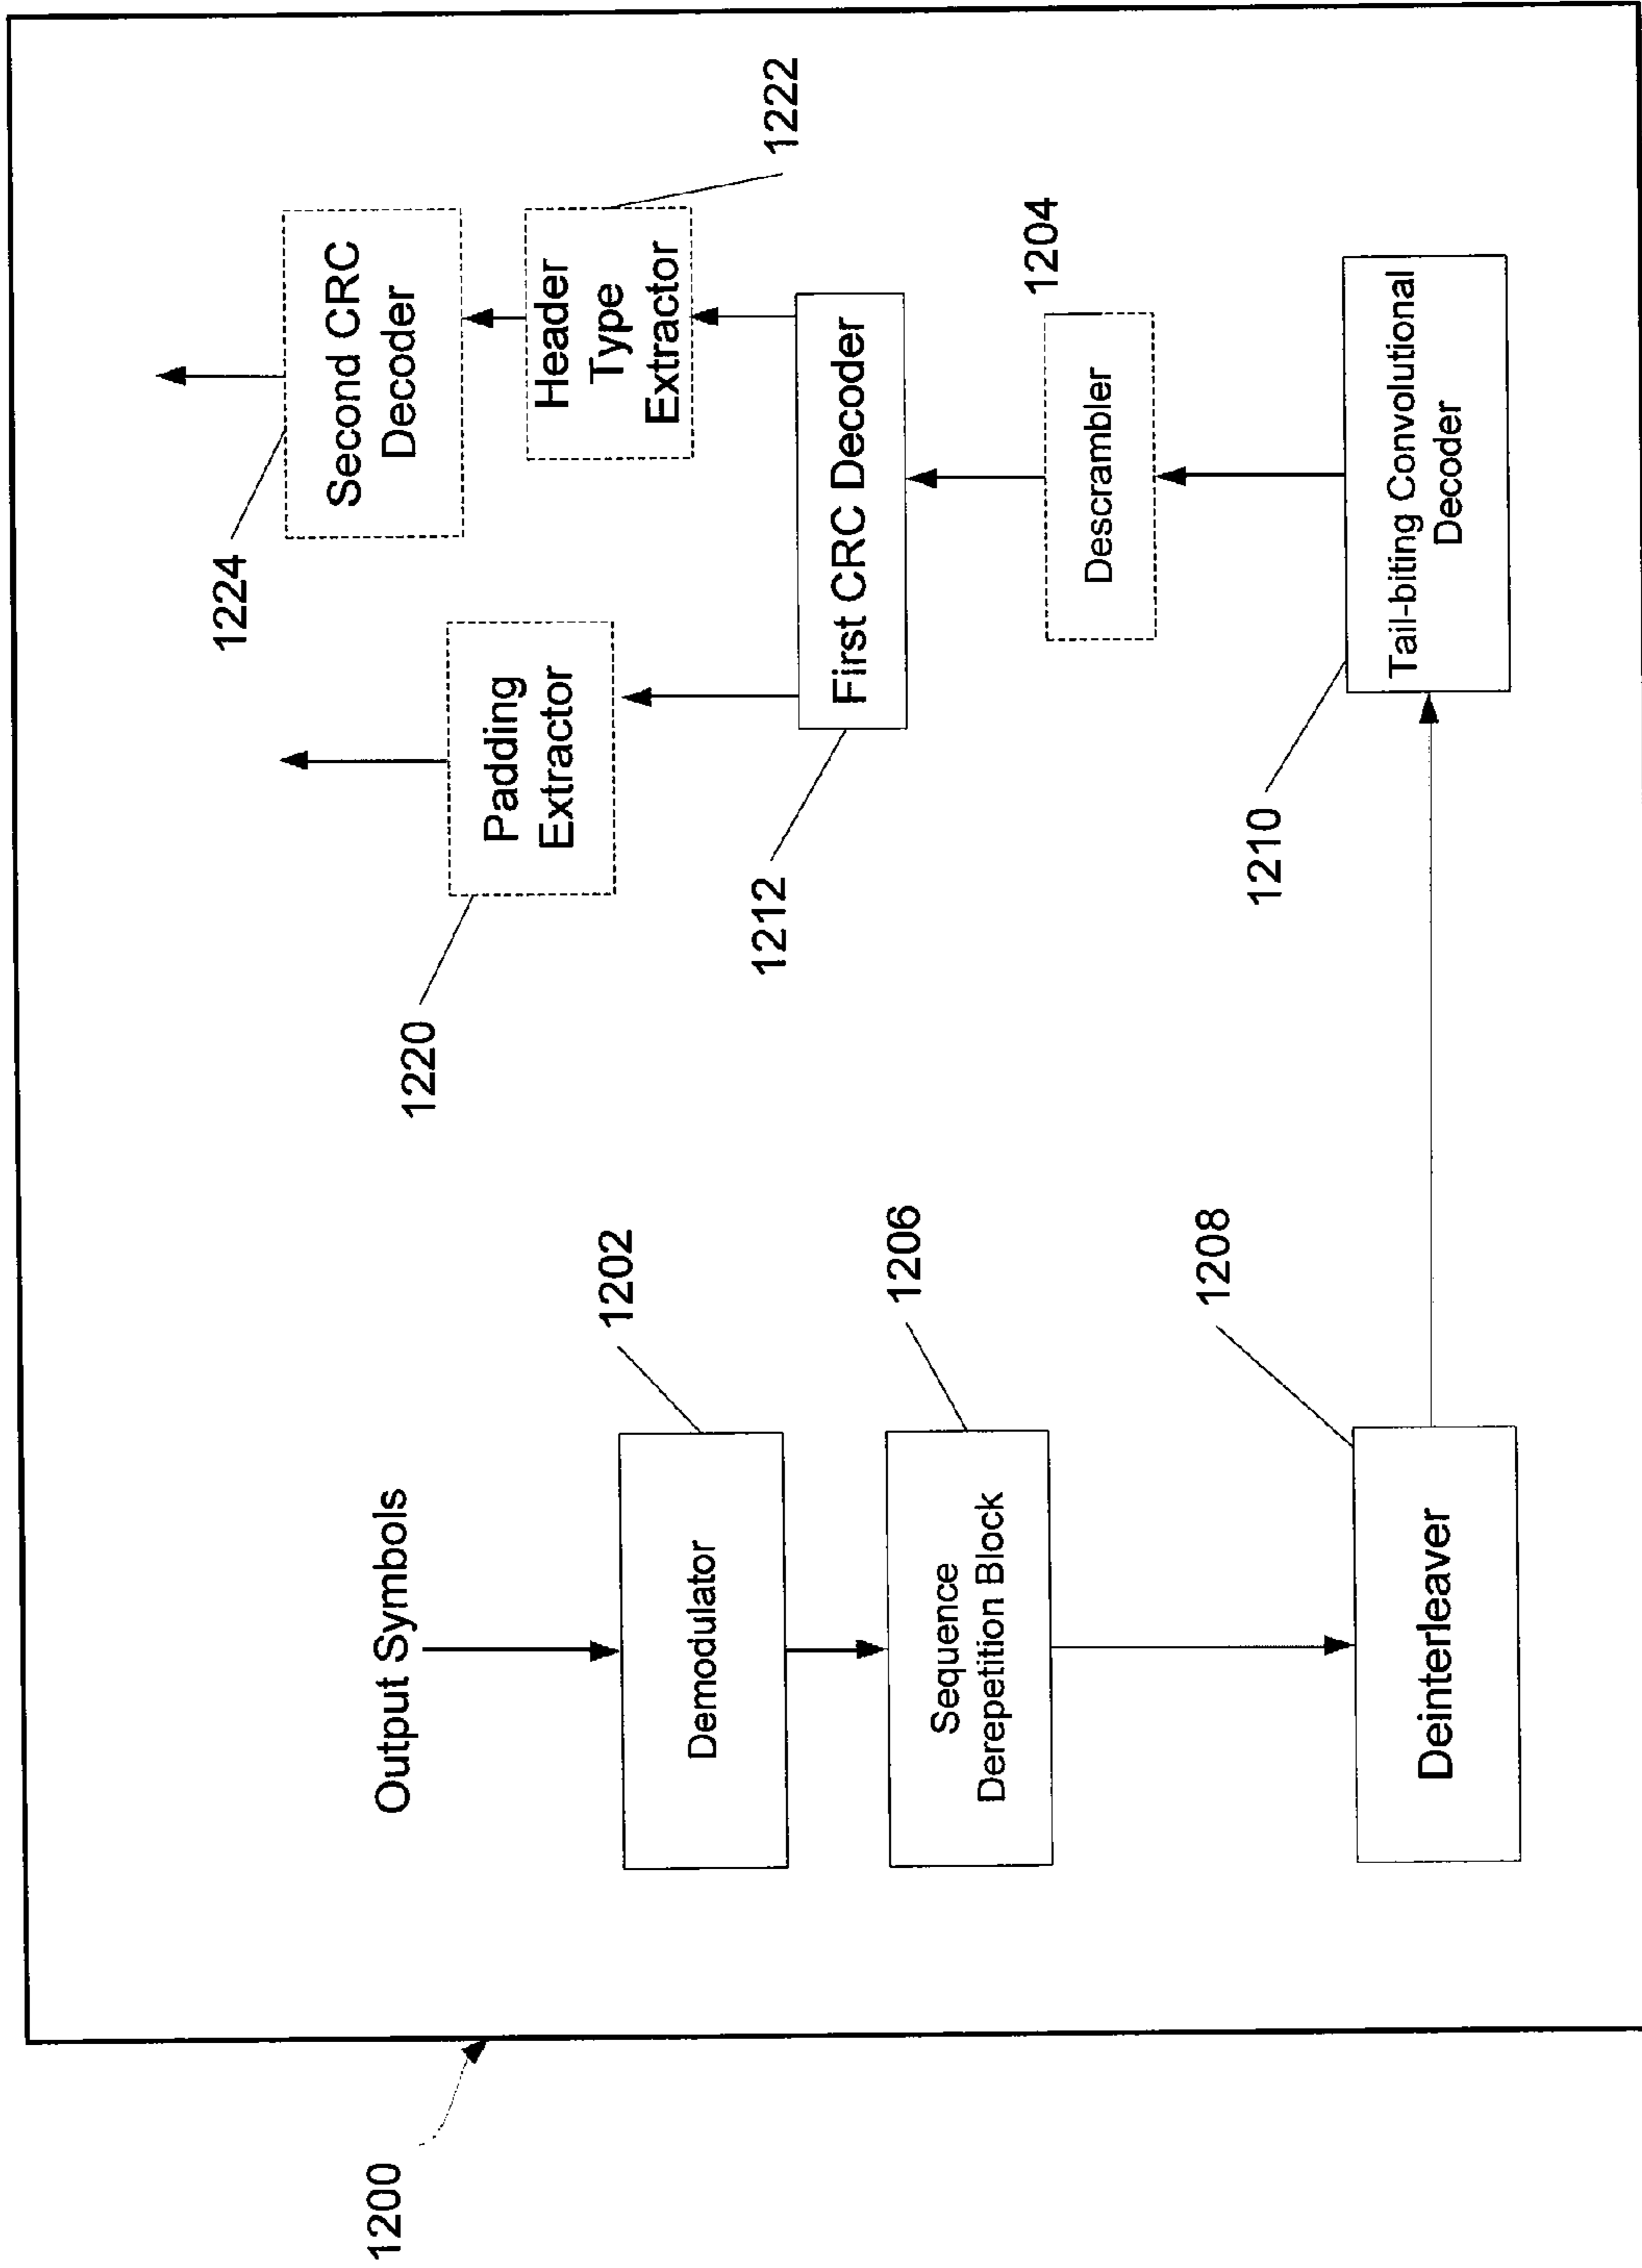 1200
Output Symbols
1202
Demodulator
1206
Sequence
Derepetition Block
1208
Deinterleaver
1210
Tail-biting Convolutional
Decoder
1204
Descrambler
1212
First CRC Decoder
1220
Padding
Extractor
1222
Header
Type
Extractor
1224
Second CRC
Decoder